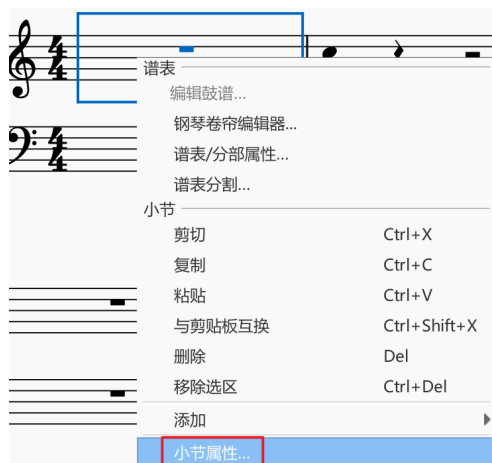 谱表
编辑鼓谱...
钢琴卷帘编辑器...
谱表/分部属性...
谱表分割...
小节
剪切 Ctrl+X
复制 Ctrl+C
粘贴 Ctrl+V
与剪贴板互换 Ctrl+Shift+X
删除 Del
移除选区 Ctrl+Del
添加
小节属性...